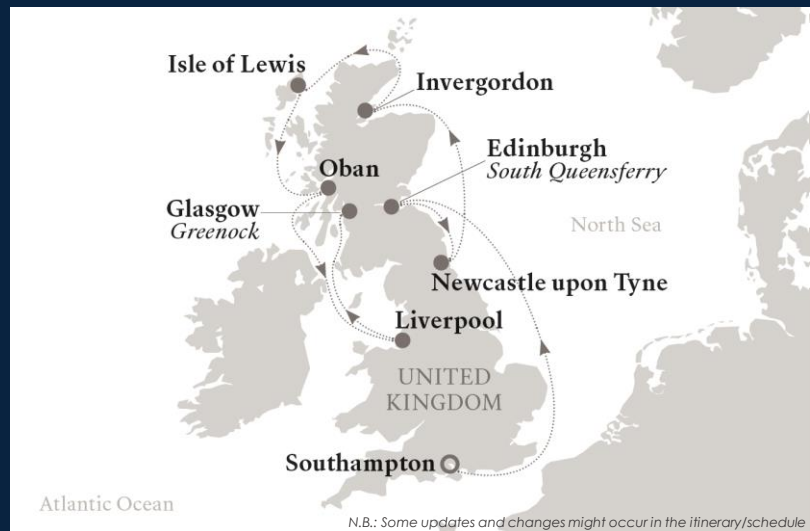 Isle of Lewis
Invergordon
Edinburgh
South Queensferry
Oban
Glasgow
Greenock
North Sea
Newcastle upon Tyne
Liverpool
UNITED
KINGDOM
Southampton
Atlantic Ocean
N.B.: Some updates and changes might occur in the itinerary/schedule